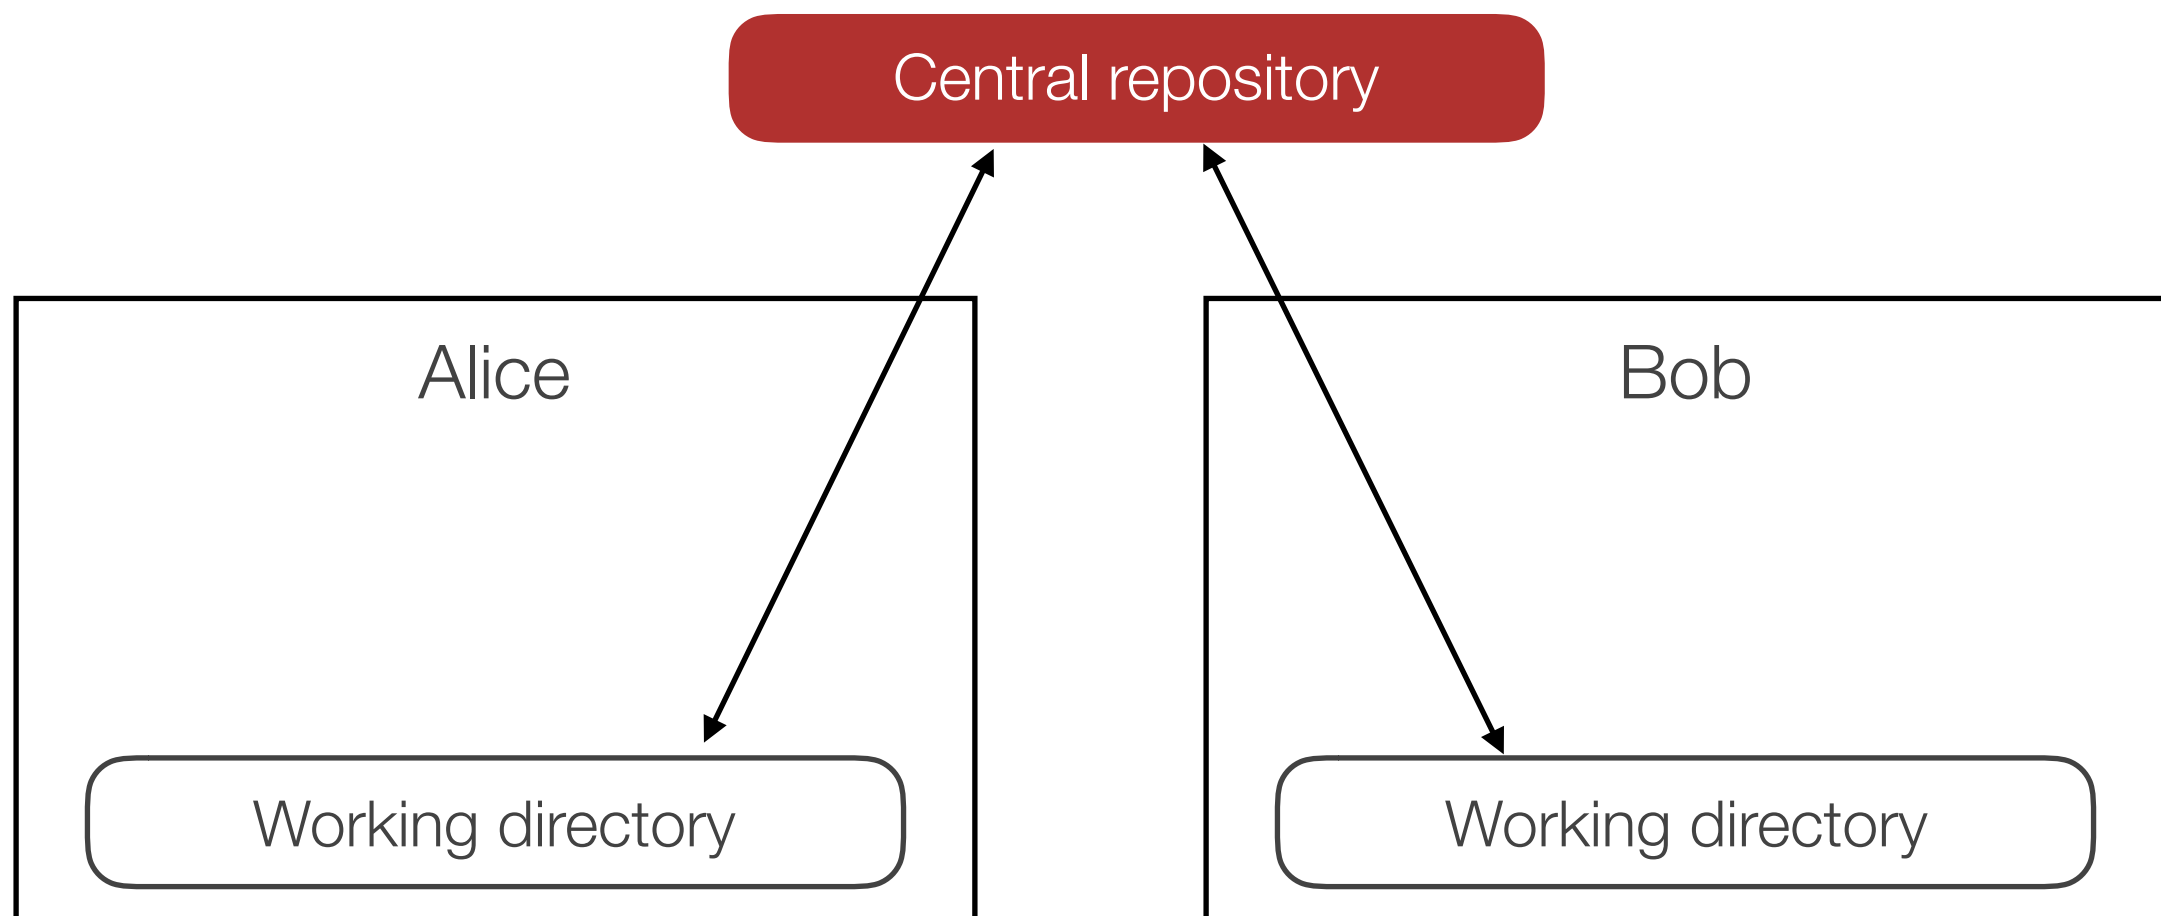 Central repository
Alice
Bob
Working directory
Working directory